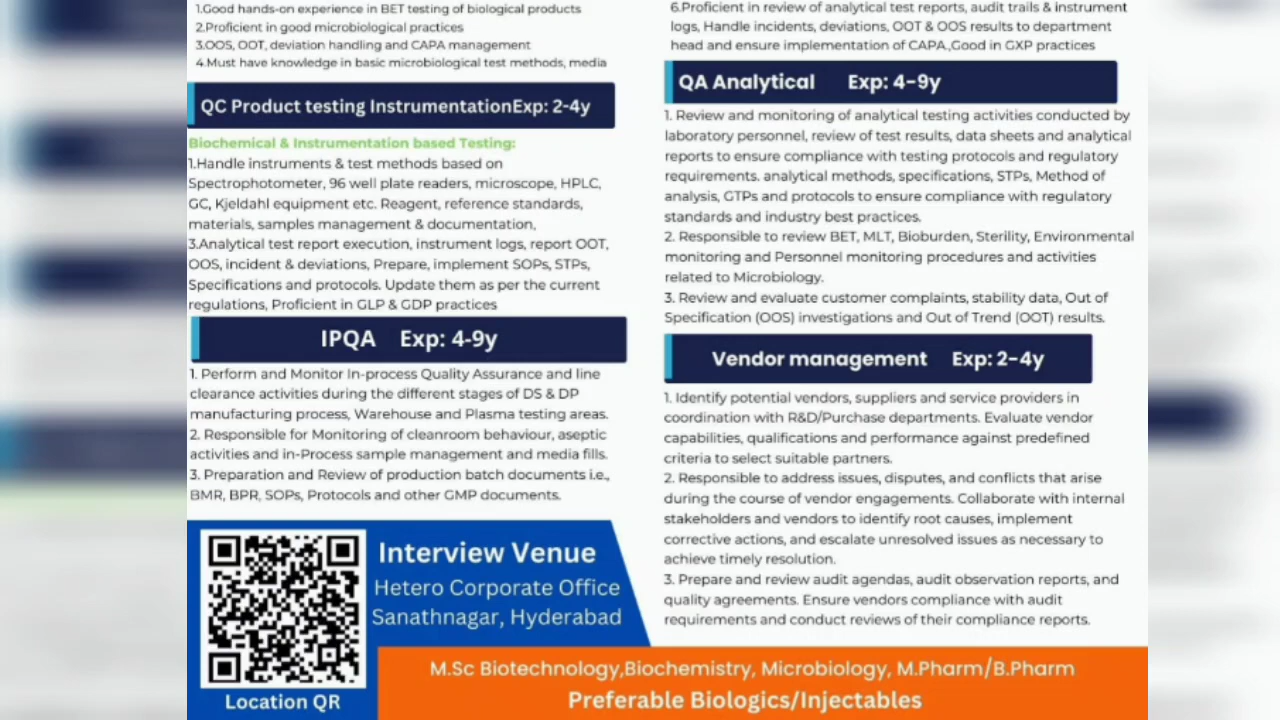 1.Good hands-on experience in BET testing of biological products
2.Proficient in good microbiological practices
3.OOS, OOT, deviation handling and CAPA management
4.Must have knowledge in basic microbiological test methods, media
QC Product testing InstrumentationExp: 2-4y
Biochemical & Instrumentation based Testing:
1.Handle instruments & test methods based on
Spectrophotometer, 96 well plate readers, microscope, HPLC,
GC, Kjeldahl equipment etc. Reagent, reference standards,
materials, samples management & documentation,
3.Analytical test report execution, instrument logs, report OOT,
OOS, incident & deviations, Prepare, implement SOPs, STPs,
Specifications and protocols. Update them as per the current
regulations, Proficient in GLP & GDP practices
IPQA Exp: 4-9y
1. Perform and Monitor In-process Quality Assurance and line
clearance activities during the different stages of DS & DP
manufacturing process, Warehouse and Plasma testing areas.
2. Responsible for Monitoring of cleanroom behaviour, aseptic
activities and in-Process sample management and media fills.
3. Preparation and Review of production batch documents i.e.,
BMR, BPR, SOPs, Protocols and other GMP documents.
Interview Venue
Hetero Corporate Office
Sanathnagar, Hyderabad
Location QR
6.Proficient in review of analytical test reports, audit trails & instrument
logs, Handle incidents, deviations, OOT & OOS results to department
head and ensure implementation of CAPA.,Good in GXP practices
QA Analytical Exp: 4-9y
1. Review and monitoring of analytical testing activities conducted by
laboratory personnel, review of test results, data sheets and analytical
reports to ensure compliance with testing protocols and regulatory
requirements. analytical methods, specifications, STPs, Method of
analysis, GTPs and protocols to ensure compliance with regulatory
standards and industry best practices.
2. Responsible to review BET, MLT, Bioburden, Sterility, Environmental
monitoring and Personnel monitoring procedures and activities
related to Microbiology.
3. Review and evaluate customer complaints, stability data, Out of
Specification (OOS) investigations and Out of Trend (OOT) results.
Vendor management Exp: 2-4y
1. Identify potential vendors, suppliers and service providers in
coordination with R&D/Purchase departments. Evaluate vendor
capabilities, qualifications and performance against predefined
criteria to select suitable partners.
2. Responsible to address issues, disputes, and conflicts that arise
during the course of vendor engagements. Collaborate with internal
stakeholders and vendors to identify root causes, implement
corrective actions, and escalate unresolved issues as necessary to
achieve timely resolution.
3. Prepare and review audit agendas, audit observation reports, and
quality agreements. Ensure vendors compliance with audit
requirements and conduct reviews of their compliance reports.
M.Sc Biotechnology,Biochemistry, Microbiology, M.Pharm/B.Pharm
Preferable Biologics/Injectables